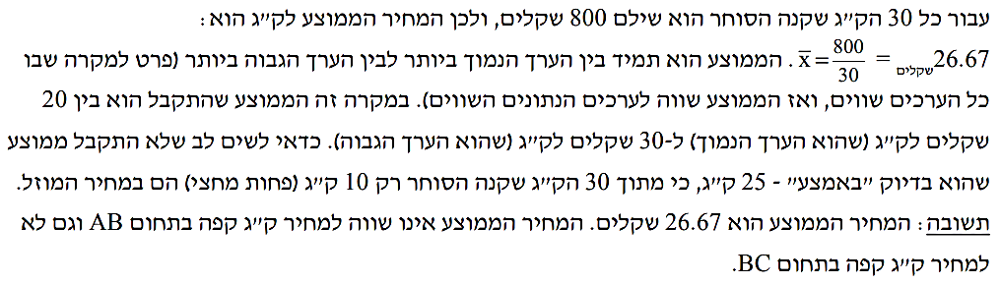 עבור כל 30 הק״ג שקנה הסוחר הוא שילם 800 שקלים, ולכן המחיר הממוצע לק״ג הוא:
x̄ = 800/30 = 26.67 שקלים. הממוצע הוא תמיד בין הערך הנמוך ביותר לבין הערך הגבוה ביותר (פרט למקרה שבו
כל הערכים שווים, ואז הממוצע שווה לערכים הנתונים השווים). במקרה זה הממוצע שהתקבל הוא בין 20
שקלים לק״ג (שהוא הערך הנמוך) ל-30 שקלים לק״ג (שהוא הערך הגבוה). כדאי לשים לב שלא התקבל ממוצע
שהוא בדיוק ״באמצע״ - 25 ק״ג, כי מתוך 30 הק״ג שקנה הסוחר רק 10 ק״ג (פחות מחצי) הם במחיר המוזל.
תשובה: המחיר הממוצע הוא 26.67 שקלים. המחיר הממוצע אינו שווה למחיר ק״ג קפה בתחום AB וגם לא
למחיר ק״ג קפה בתחום BC.